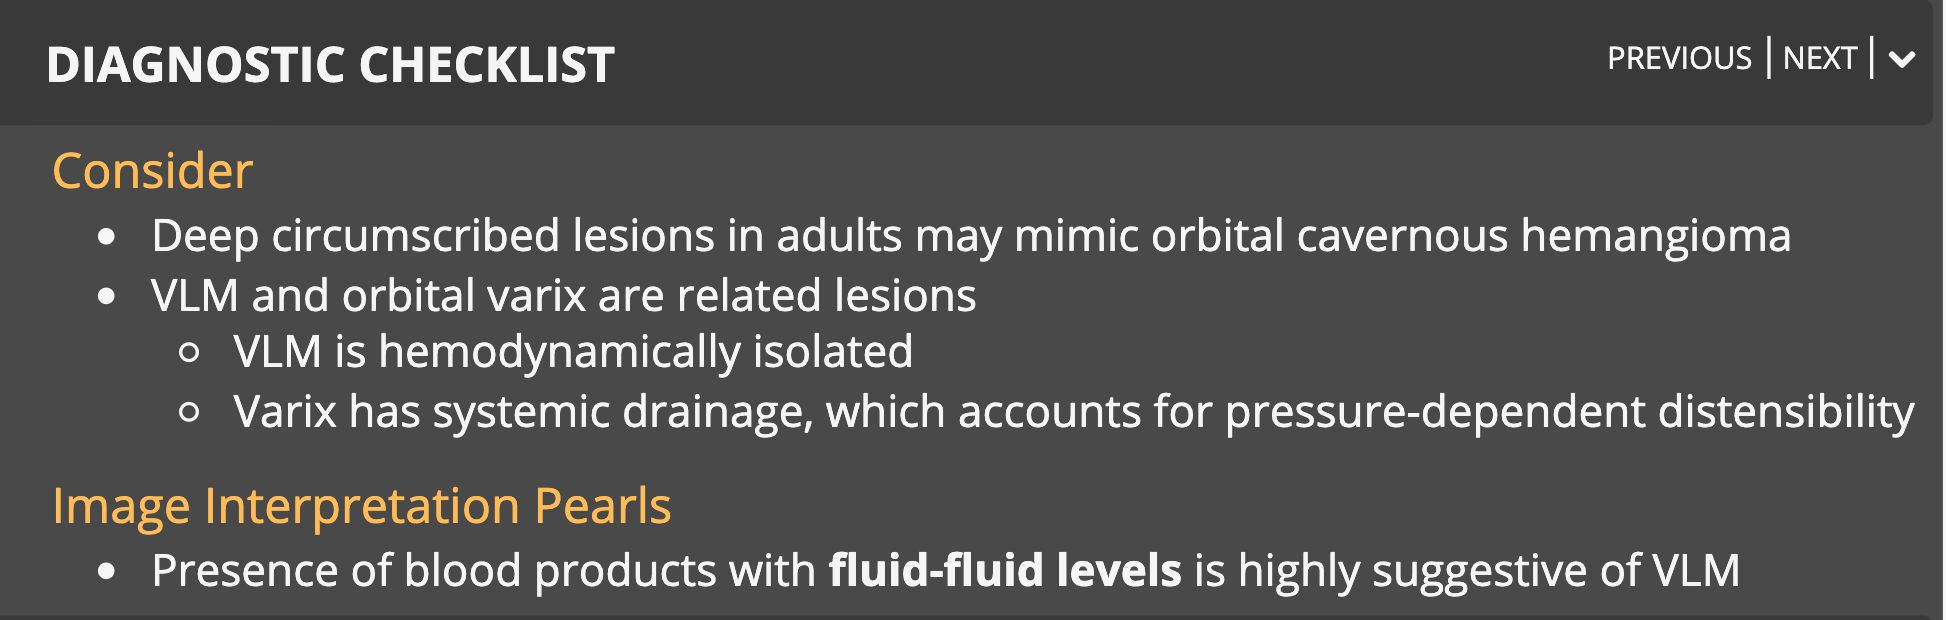 DIAGNOSTIC CHECKLIST
PREVIOUS | NEXT |
Consider
• Deep circumscribed lesions in adults may mimic orbital cavernous hemangioma
• VLM and orbital varix are related lesions
○ VLM is hemodynamically isolated
○ Varix has systemic drainage, which accounts for pressure-dependent distensibility
Image Interpretation Pearls
• Presence of blood products with fluid-fluid levels is highly suggestive of VLM